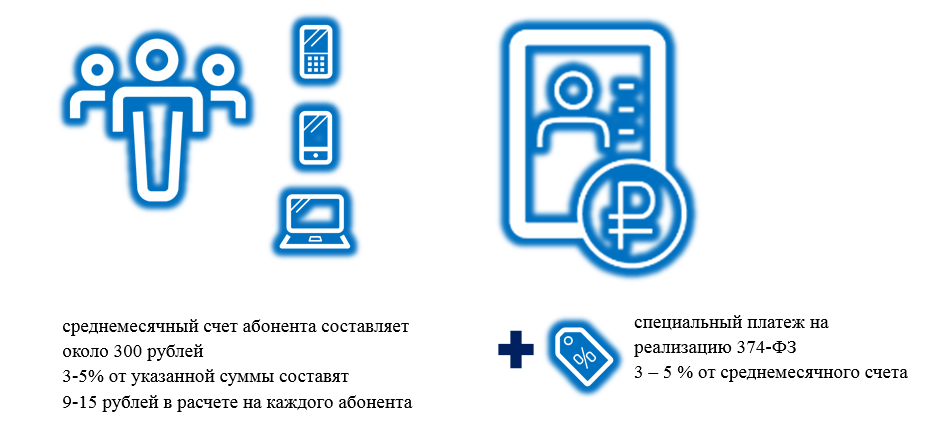 среднемесячный счет абонента составляет
около 300 рублей
3-5% от указанной суммы составят
9-15 рублей в расчете на каждого абонента
%
специальный платеж на
реализацию 374-ФЗ
3 – 5 % от среднемесячного счета